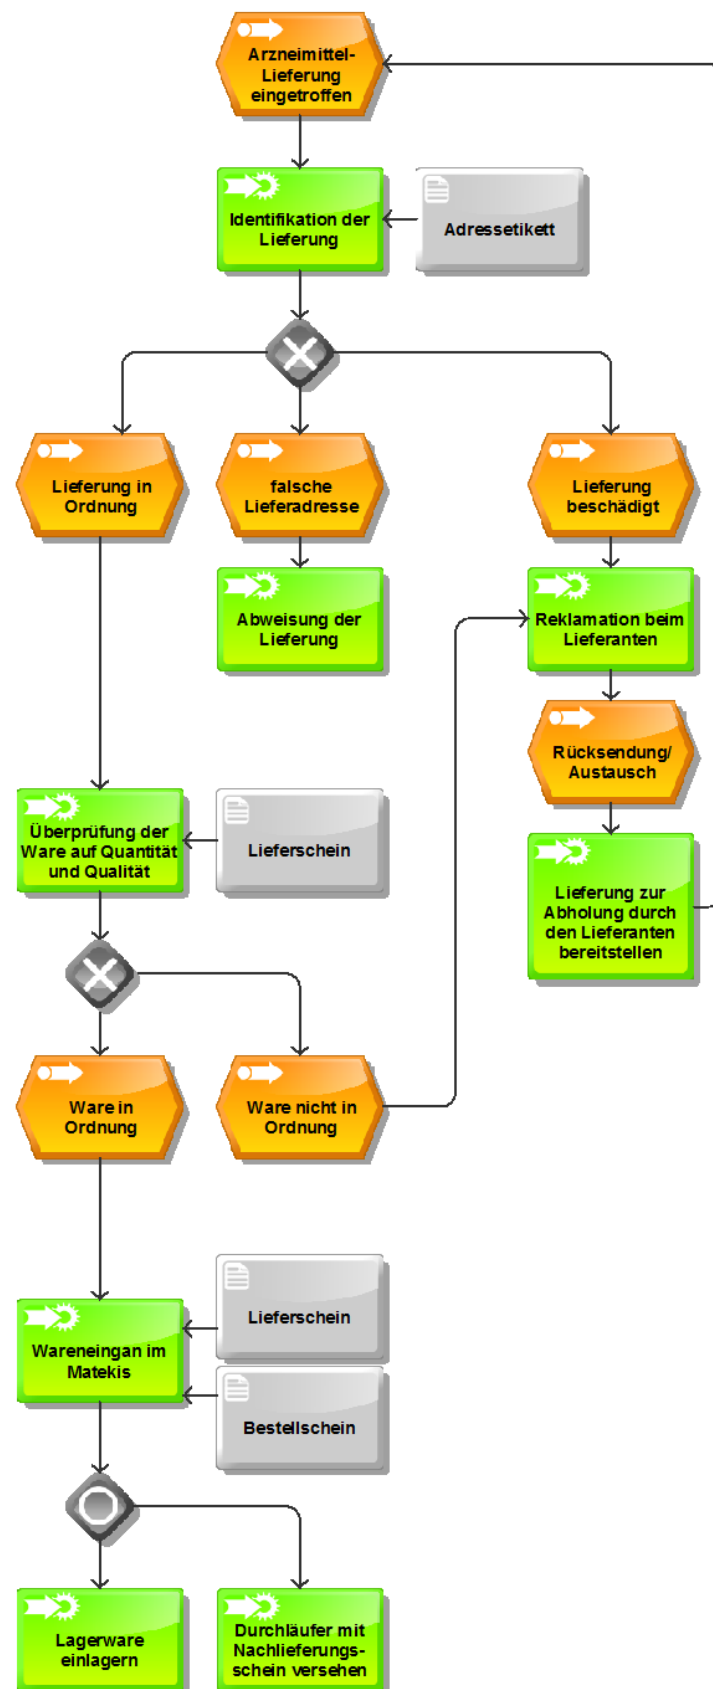 Arzneimittel-
Lieferung
eingetroffen
Identifikation der
Lieferung
Adressetikett
Lieferung in
Ordnung
falsche
Lieferadresse
Lieferung
beschädigt
Abweisung der
Lieferung
Reklamation beim
Lieferanten
Rücksendung/
Austausch
Überprüfung der
Ware auf Quantität
und Qualität
Lieferschein
Lieferung zur
Abholung durch
den Lieferanten
bereitstellen
Ware in
Ordnung
Ware nicht in
Ordnung
Lieferschein
Wareneingan im
Matekis
Bestellschein
Lagerware
einlagern
Durchläufer mit
Nachlieferungs-
schein versehen